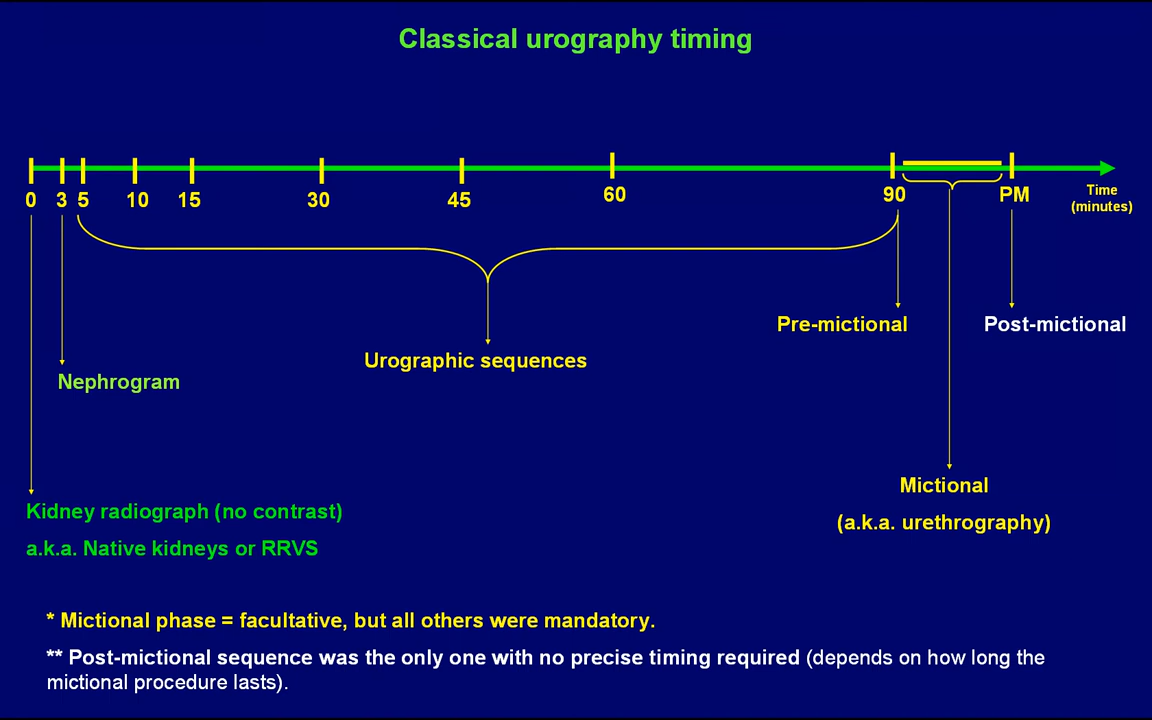 Classical urography timing
0 3 5 10 15 30 45 60 90 PM Time
(minutes)
Pre-mictional Post-mictional
Urographic sequences
Nephrogram
Mictional
(a.k.a. urethrography)
Kidney radiograph (no contrast)
a.k.a. Native kidneys or RRVS
* Mictional phase = facultative, but all others were mandatory.
** Post-mictional sequence was the only one with no precise timing required (depends on how long the
mictional procedure lasts).